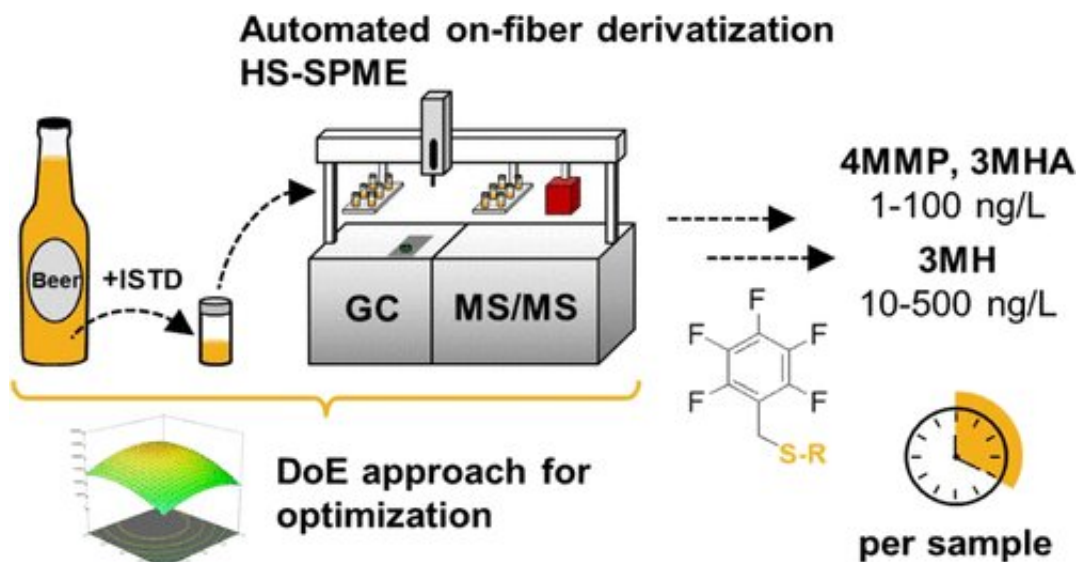 Automated on-fiber derivatization
HS-SPME
Beer
+ISTD
GC
MS/MS
4MMP, 3MHA
1-100 ng/L
3MH
10-500 ng/L
F
F
F
F
F
S-R
DoE approach for
optimization
per sample